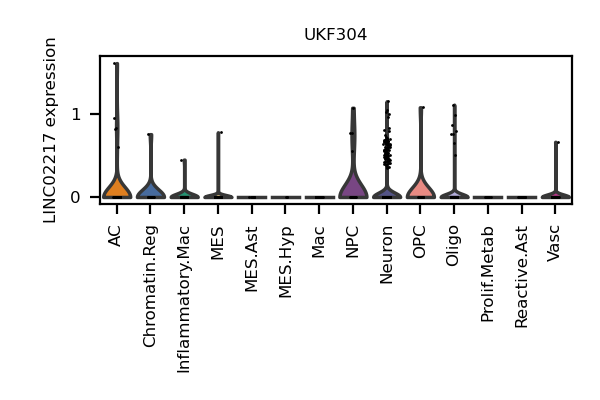 UKF304
LINC02217 expression
1
0
AC
Chromatin.Reg
Inflammatory.Mac
MES
MES.Ast
MES.Hyp
Mac
NPC
Neuron
OPC
Oligo
Prolif.Metab
Reactive.Ast
Vasc